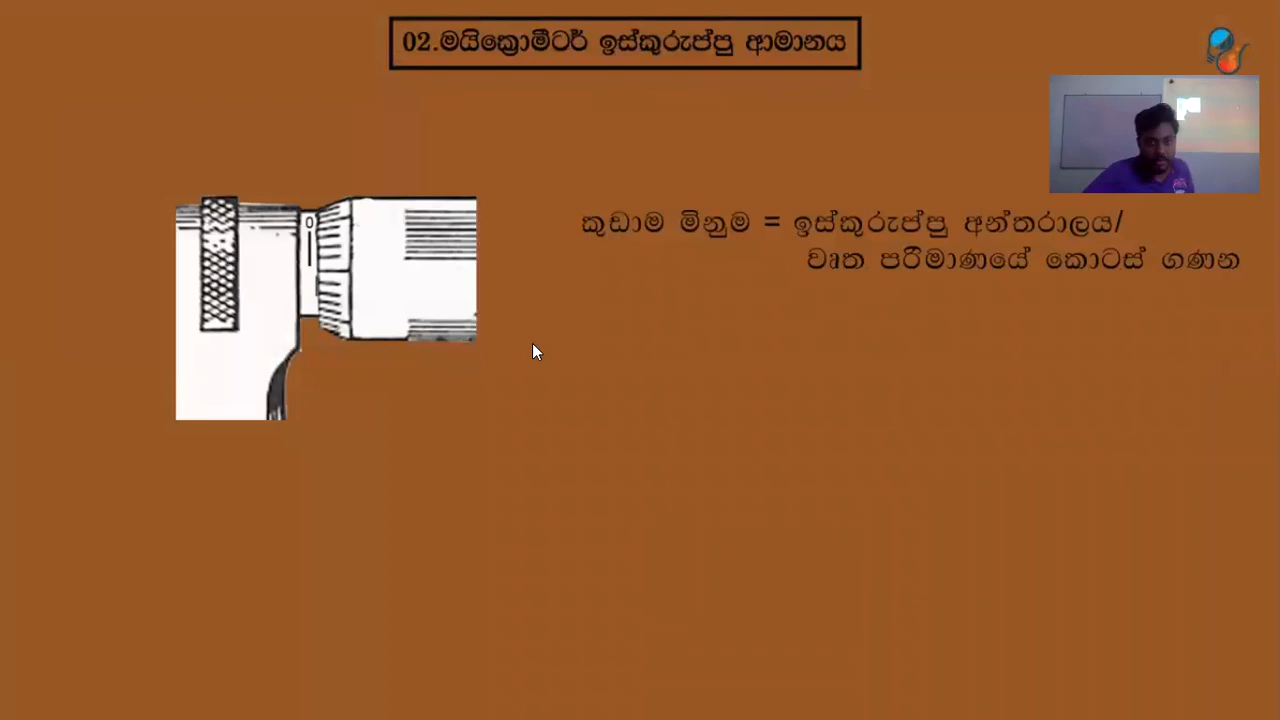 02.මයික්‍රොමීටර් ඉස්කුරුප්පු ආමානය
0
කුඩාම මිනුම = ඉස්කුරුප්පු අන්තරාලය/
වෘත පරිමාණයේ කොටස් ගණන